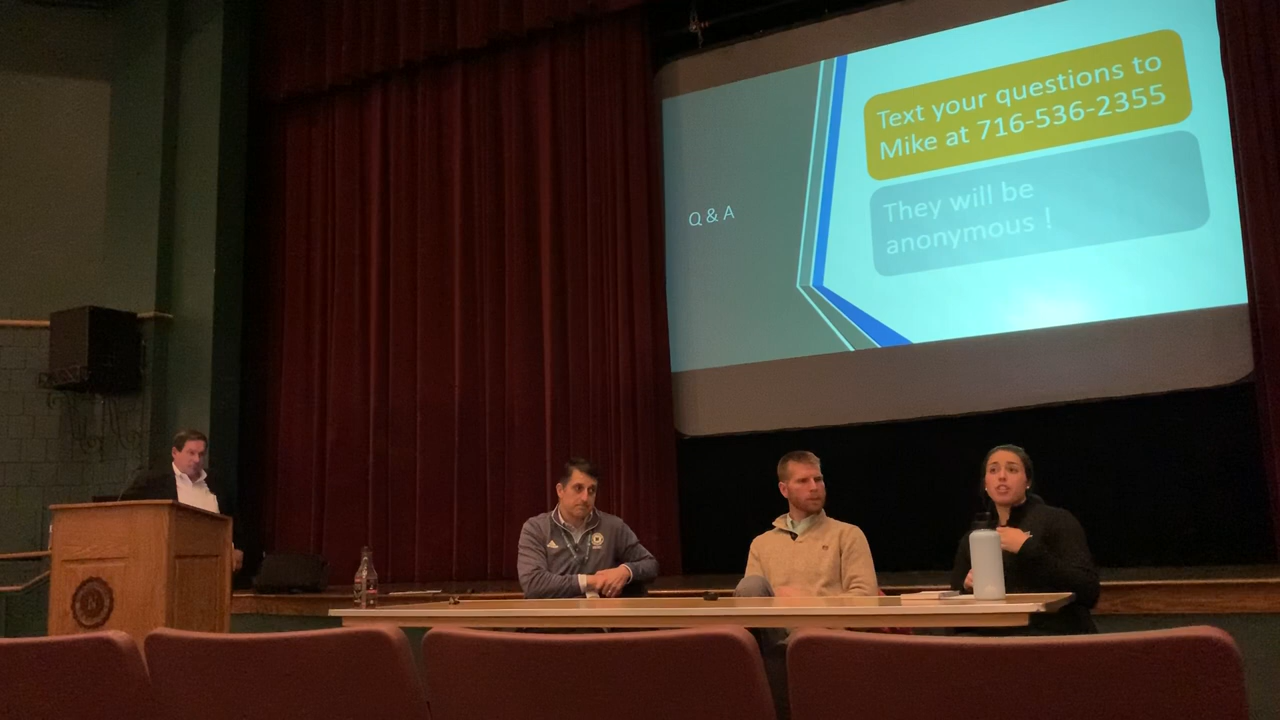 Q & A
Text your questions to
Mike at 716-536-2355
They will be
anonymous !